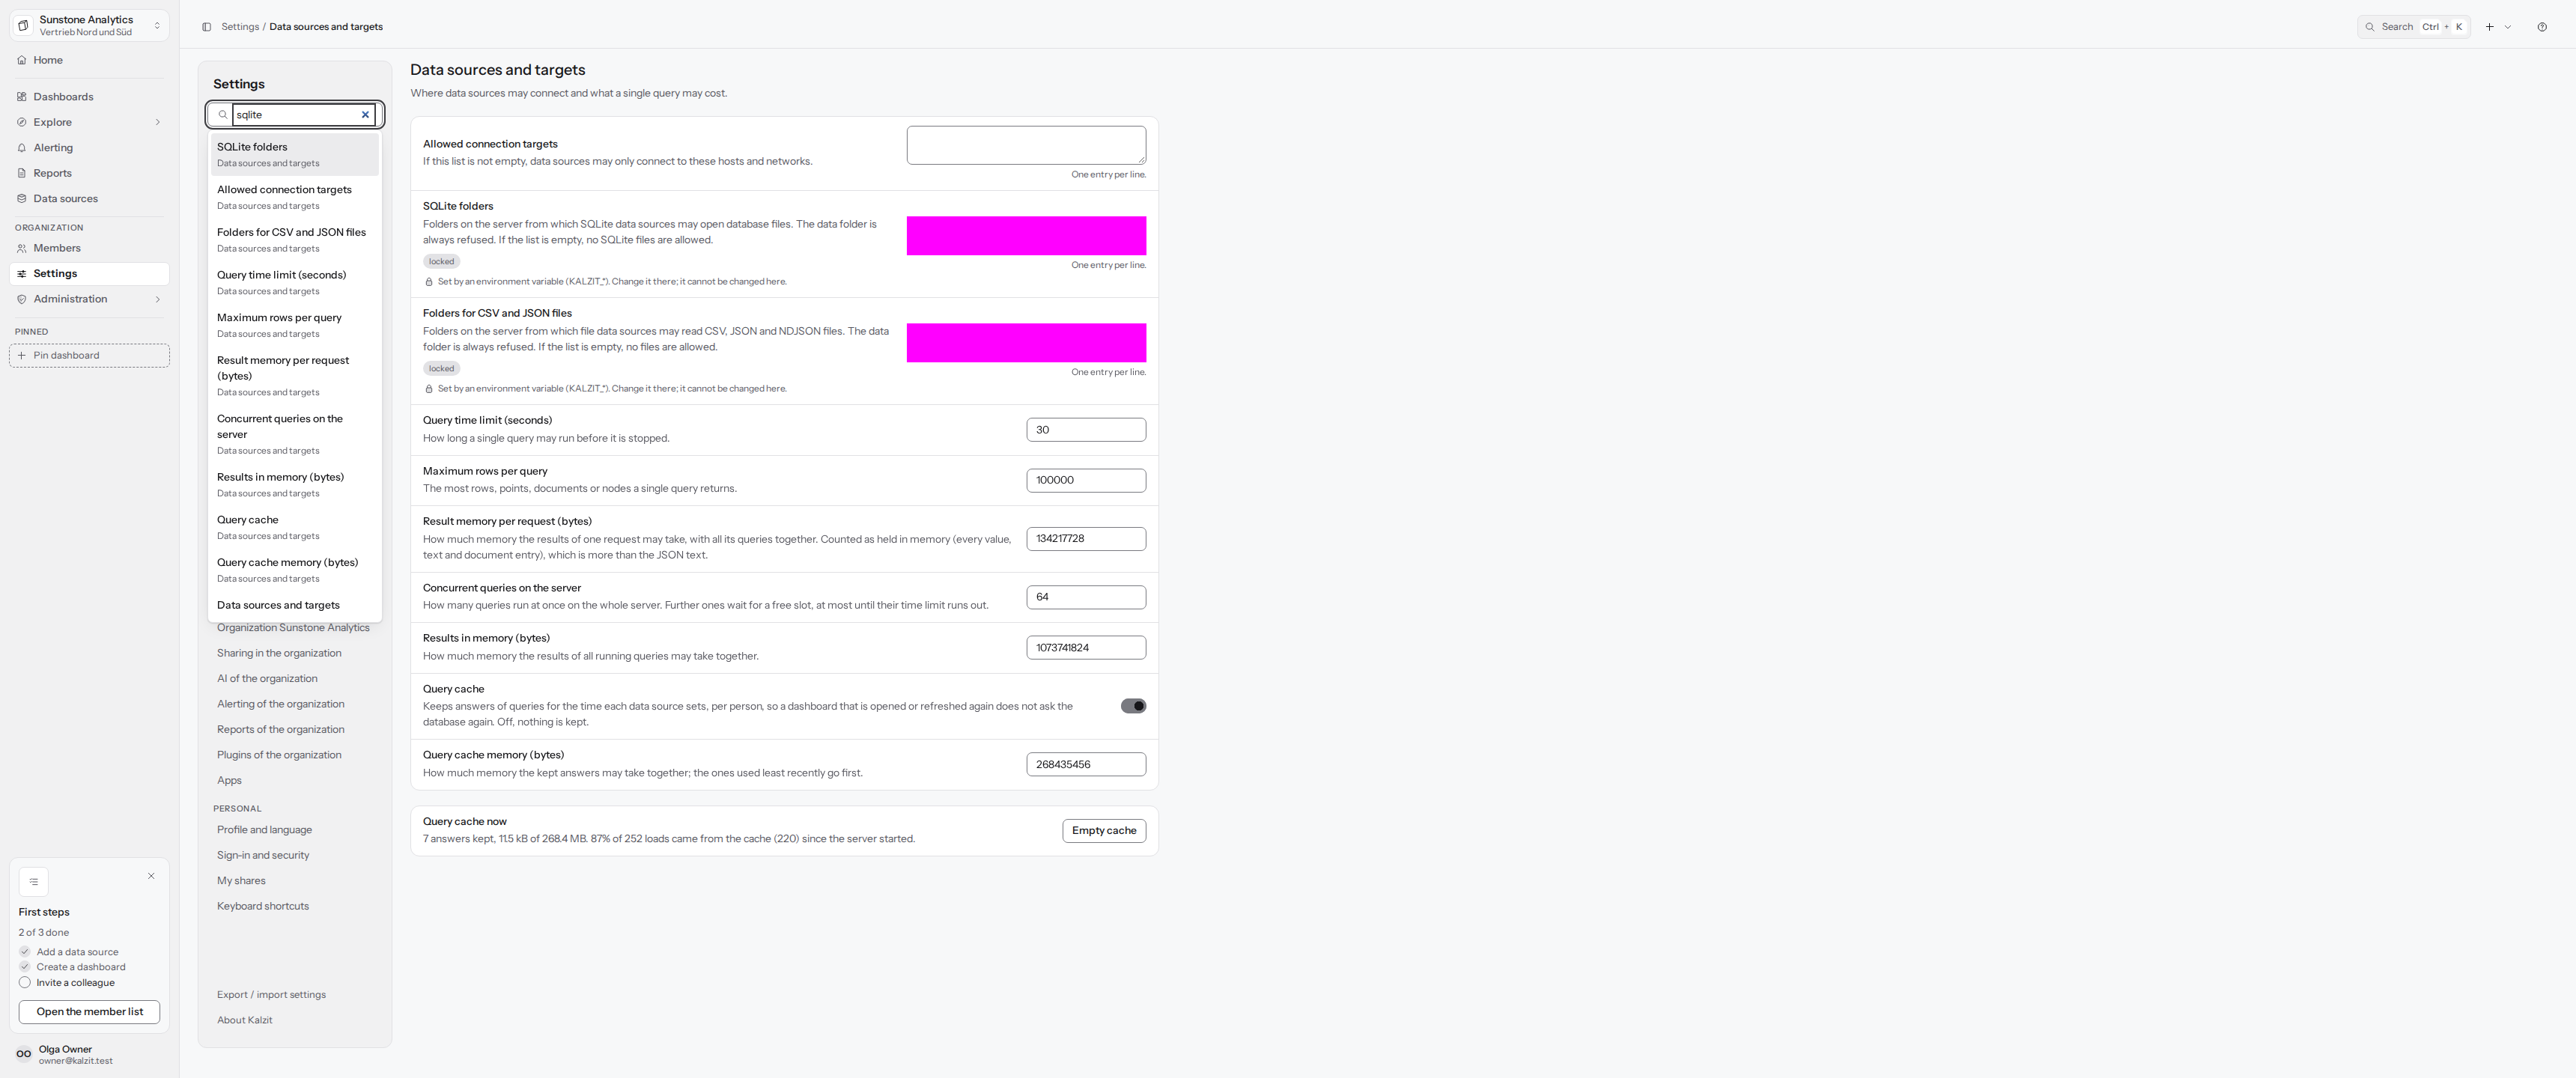 Sunstone Analytics
Vertrieb Nord und Süd
Home
Dashboards
Explore
Alerting
Reports
Data sources
ORGANIZATION
Members
Settings
Administration
PINNED
Pin dashboard
First steps
2 of 3 done
Add a data source
Create a dashboard
Invite a colleague
Open the member list
OO
Olga Owner
owner@kalzit.test
Settings / Data sources and targets
Search Ctrl + K
Settings
sqlite
SQLite folders
Data sources and targets
Allowed connection targets
Data sources and targets
Folders for CSV and JSON files
Data sources and targets
Query time limit (seconds)
Data sources and targets
Maximum rows per query
Data sources and targets
Result memory per request
(bytes)
Data sources and targets
Concurrent queries on the
server
Data sources and targets
Results in memory (bytes)
Data sources and targets
Query cache
Data sources and targets
Query cache memory (bytes)
Data sources and targets
Data sources and targets
Organization Sunstone Analytics
Sharing in the organization
AI of the organization
Alerting of the organization
Reports of the organization
Plugins of the organization
Apps
PERSONAL
Profile and language
Sign-in and security
My shares
Keyboard shortcuts
Export / import settings
About Kalzit
Data sources and targets
Where data sources may connect and what a single query may cost.
Allowed connection targets
If this list is not empty, data sources may only connect to these hosts and networks.
One entry per line.
SQLite folders
Folders on the server from which SQLite data sources may open database files. The data folder is
always refused. If the list is empty, no SQLite files are allowed.
locked
One entry per line.
Set by an environment variable (KALZIT_*). Change it there; it cannot be changed here.
Folders for CSV and JSON files
Folders on the server from which file data sources may read CSV, JSON and NDJSON files. The data
folder is always refused. If the list is empty, no files are allowed.
locked
One entry per line.
Set by an environment variable (KALZIT_*). Change it there; it cannot be changed here.
Query time limit (seconds)
How long a single query may run before it is stopped.
30
Maximum rows per query
The most rows, points, documents or nodes a single query returns.
100000
Result memory per request (bytes)
How much memory the results of one request may take, with all its queries together. Counted as held in memory (every value,
text and document entry), which is more than the JSON text.
134217728
Concurrent queries on the server
How many queries run at once on the whole server. Further ones wait for a free slot, at most until their time limit runs out.
64
Results in memory (bytes)
How much memory the results of all running queries may take together.
1073741824
Query cache
Keeps answers of queries for the time each data source sets, per person, so a dashboard that is opened or refreshed again does not ask the
database again. Off, nothing is kept.
Query cache memory (bytes)
How much memory the kept answers may take together; the ones used least recently go first.
268435456
Query cache now
7 answers kept, 11.5 kB of 268.4 MB. 87% of 252 loads came from the cache (220) since the server started.
Empty cache